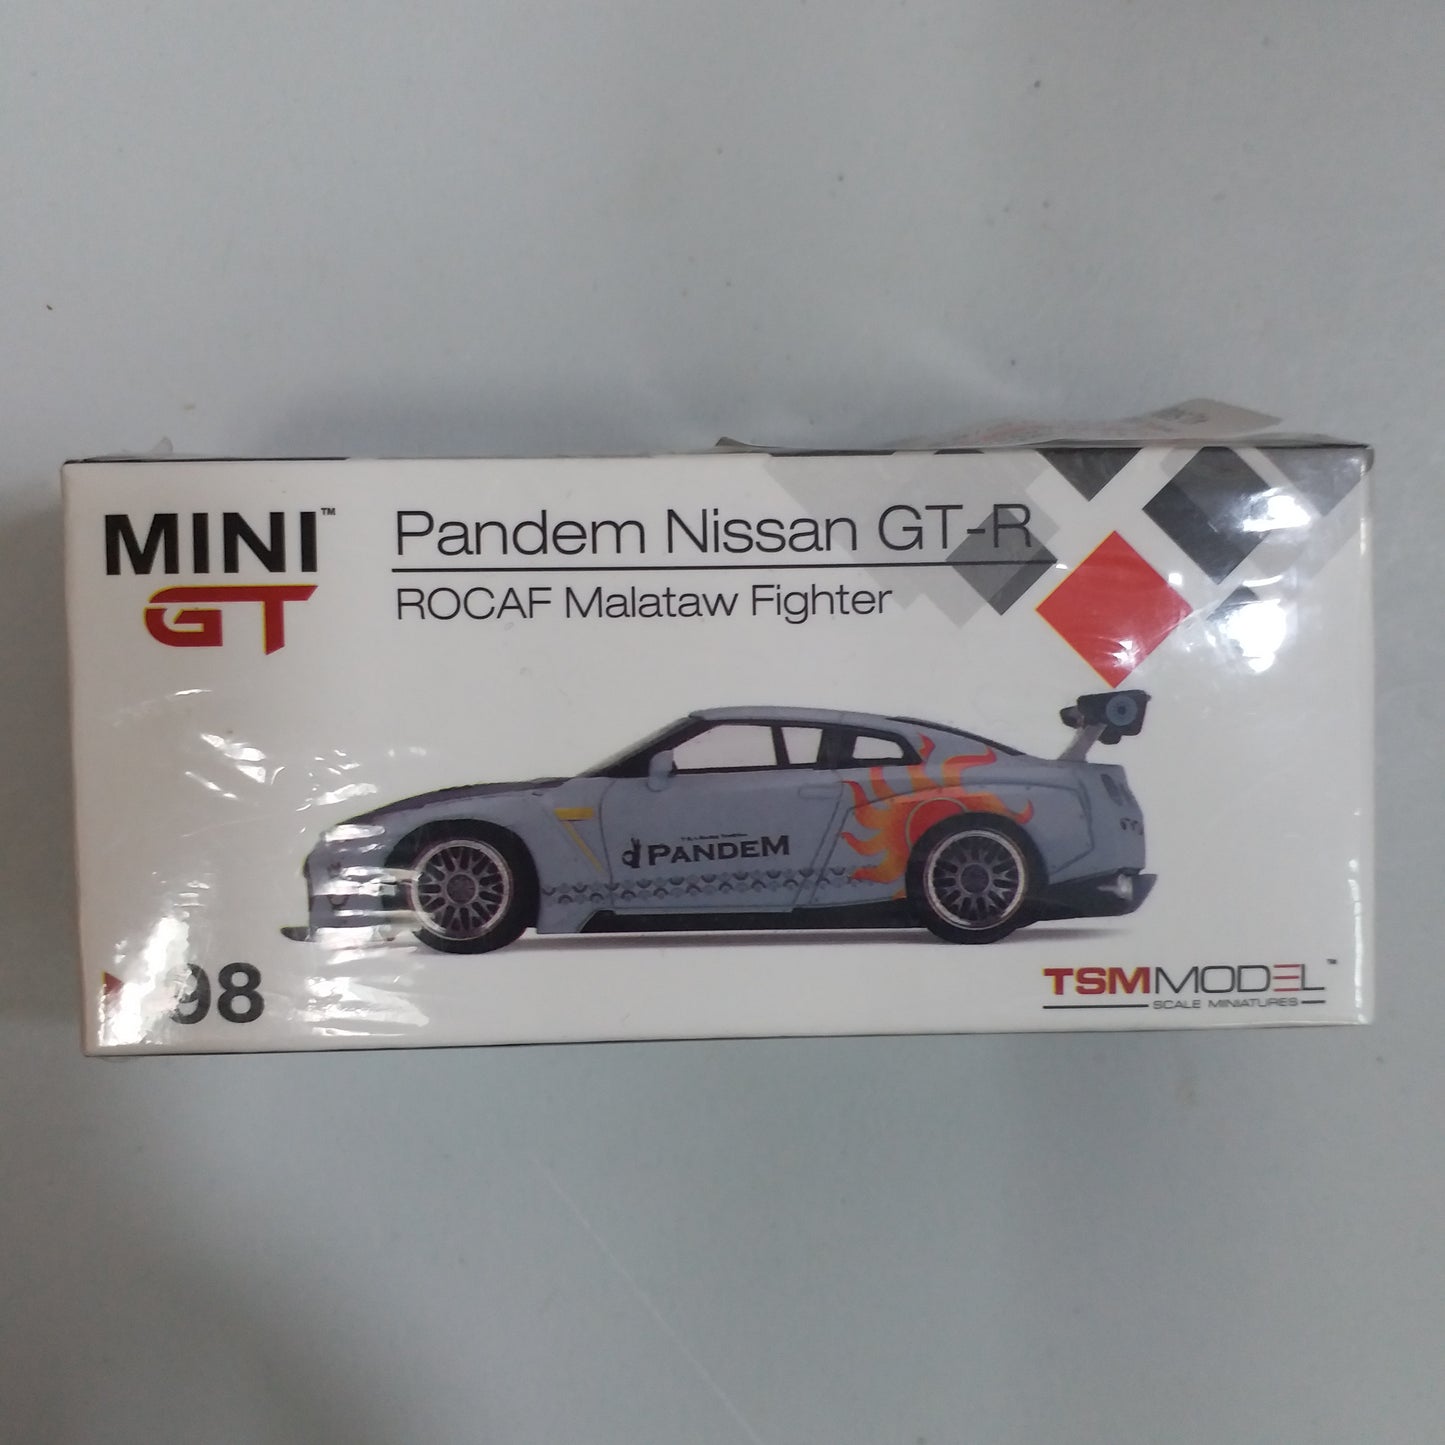 MINI™
GT
Pandem Nissan GT-R
ROCAF Malataw Fighter
PANDEM
98
TSMMODEL™
SCALE MINIATURES